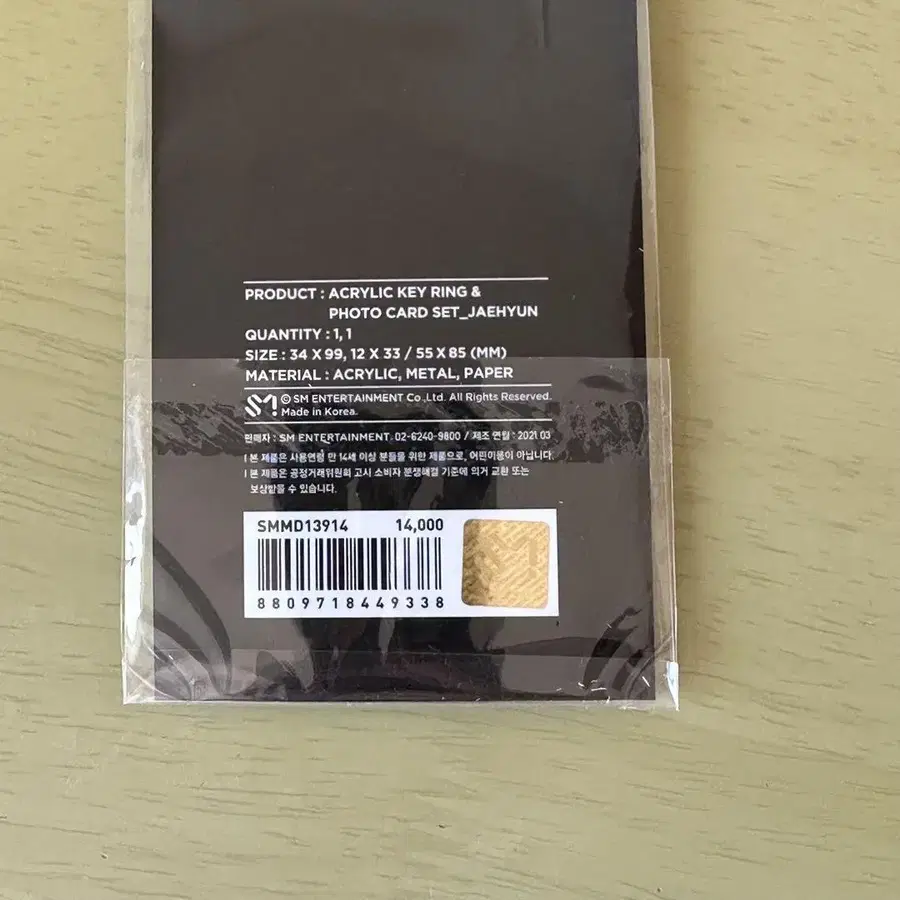 PRODUCT : ACRYLIC KEY RING &
PHOTO CARD SET_JAEHYUN
QUANTITY : 1, 1
SIZE : 34 X 99, 12 X 33 / 55 X 85 (MM)
MATERIAL : ACRYLIC, METAL, PAPER
SM! © SM ENTERTAINMENT Co.,Ltd. All Rights Reserved.
Made in Korea.
판매자 : SM ENTERTAINMENT 02-6240-9800 / 제조 연월 : 2021.03
본 제품은 사용연령 만 14세 이상 분들을 위한 제품으로, 어린이용이 아닙니다.
본 제품은 공정거래위원회 고시 소비자 분쟁해결 기준에 의거 교환 또는
보상받을 수 있습니다.
SMMD13914 14,000
8809718449338